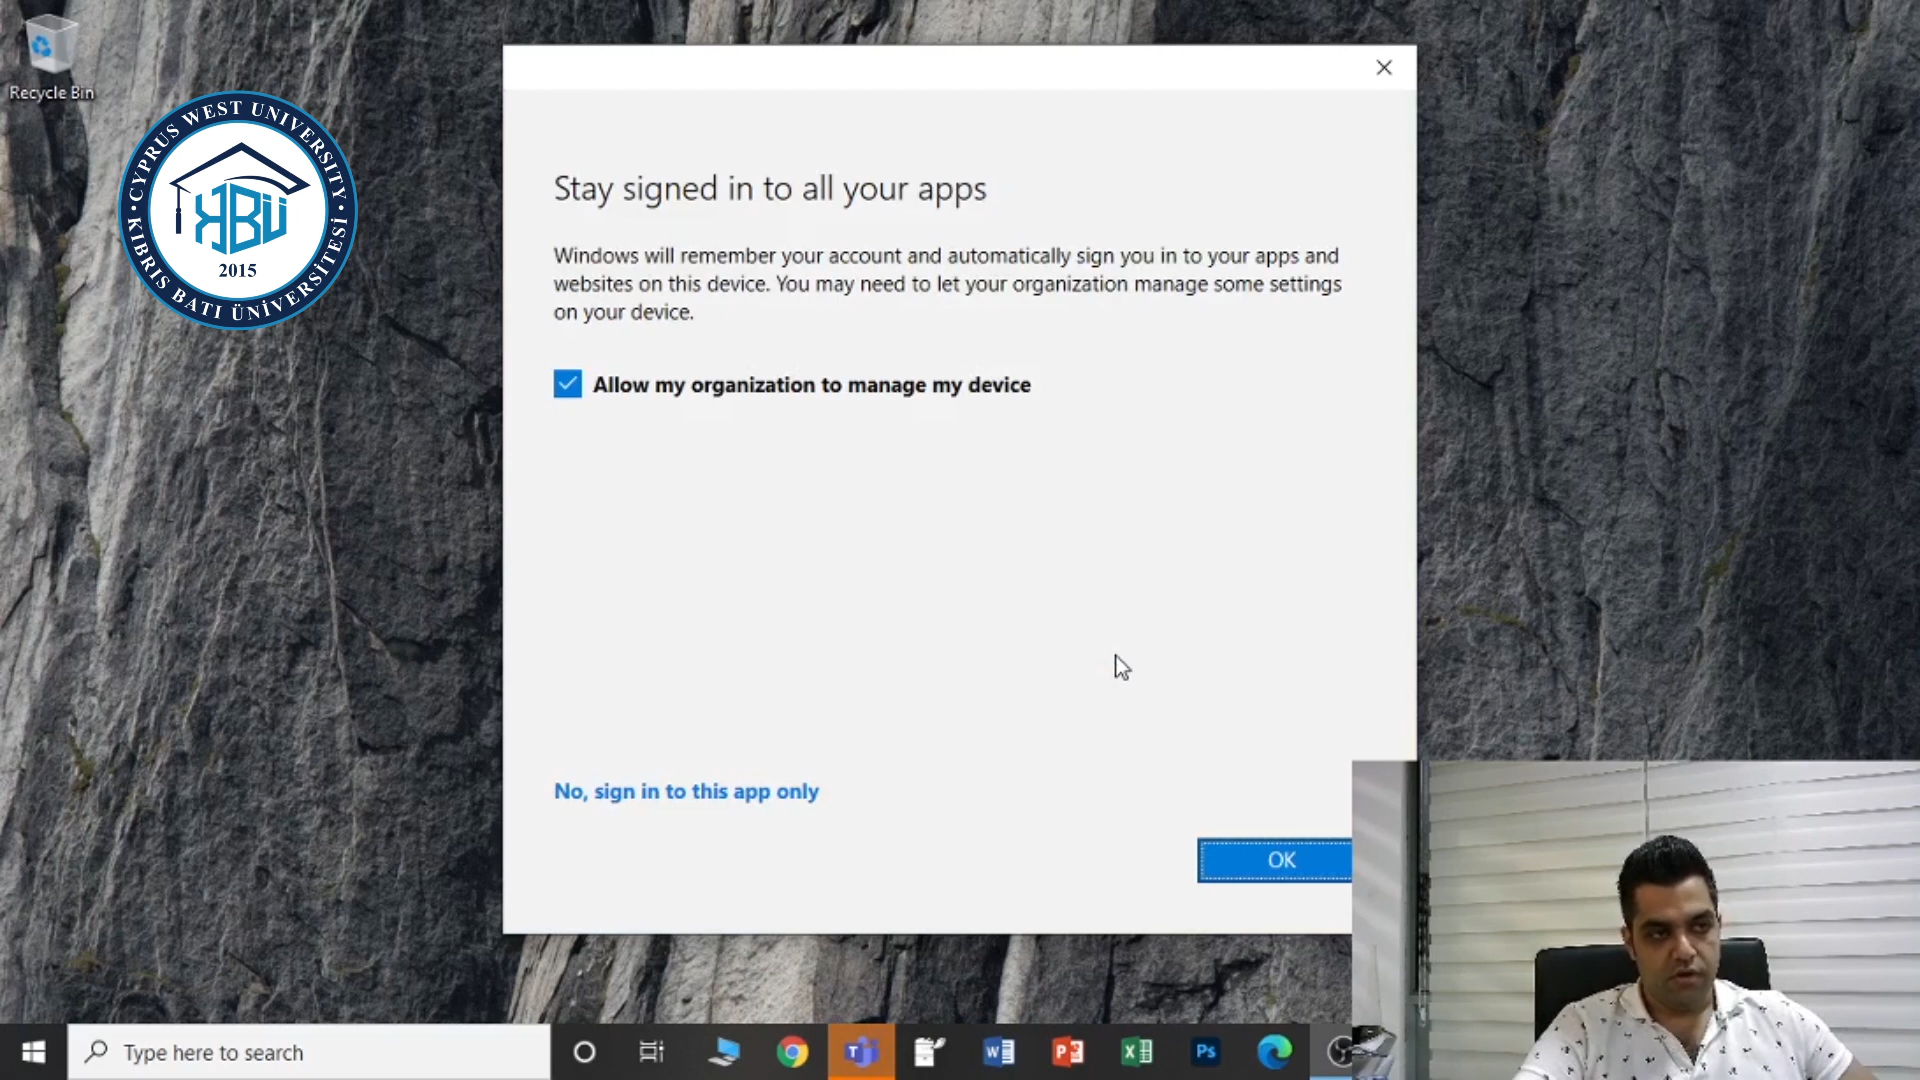 Recycle Bin
CYPRUS WEST UNIVERSITY
KBÜ
2015
KIBRIS BATI ÜNİVERSİTESİ
Stay signed in to all your apps
Windows will remember your account and automatically sign you in to your apps and
websites on this device. You may need to let your organization manage some settings
on your device.
Allow my organization to manage my device
No, sign in to this app only
OK
Type here to search